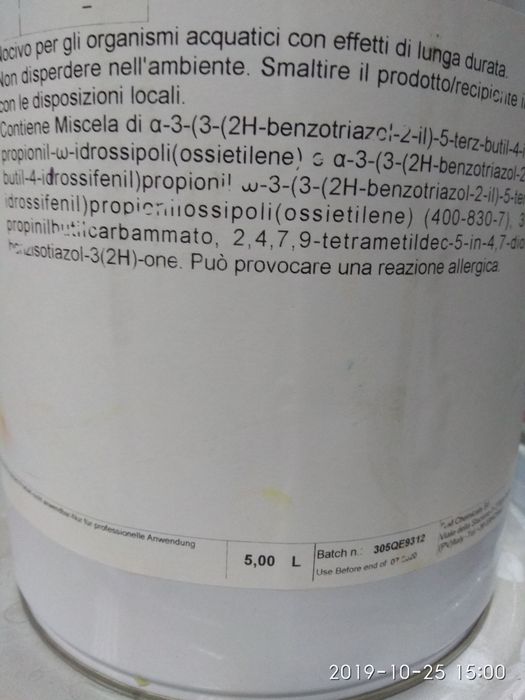 Nocivo per gli organismi acquatici con effetti di lunga durata.
Non disperdere nell'ambiente. Smaltire il prodotto/recipiente
con le disposizioni locali.
Contiene Miscela di α-3-(3-(2H-benzotriazol-2-il)-5-terz-butil-4-i
propionil-ω-idrossipoli(ossietilene) e α-3-(3-(2H-benzotriazol-2
butil-4-idrossifenil)propionil ω-3-(3-(2H-benzotriazol-2-il)-5-te
idrossifenil)propionilossipoli(ossietilene) (400-830-7), 3
propinilbutilcarbammato, 2,4,7,9-tetrametildec-5-in-4,7-dio
benzisotiazol-3(2H)-one. Può provocare una reazione allergica.
für professionelle Anwendung
5,00 L
Batch n.: 305QE9312
Use Before end of
Viale della
2019-10-25 15:00